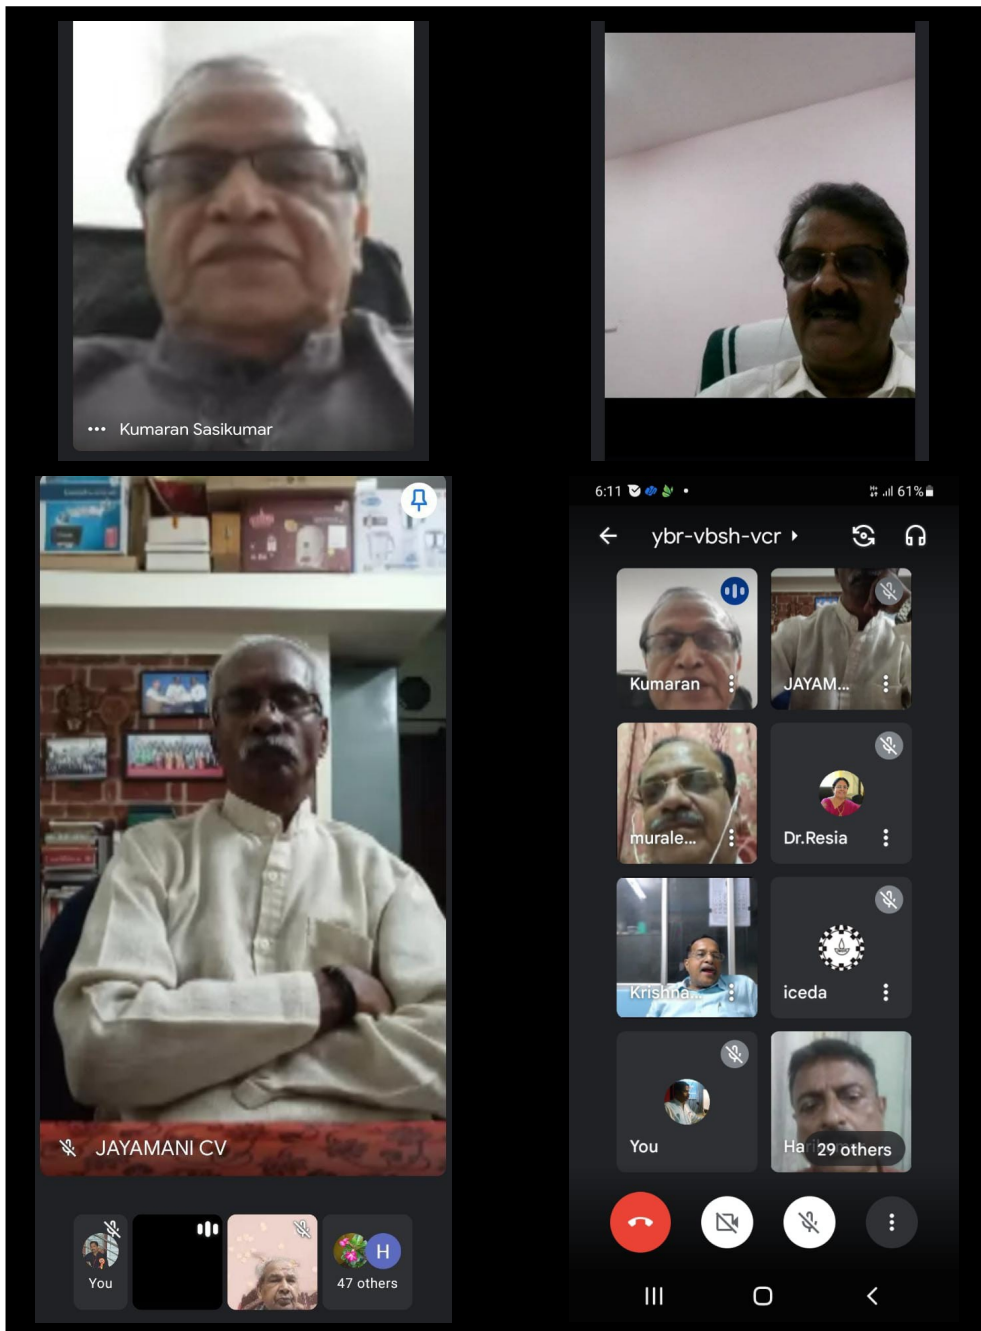 Kumaran Sasikumar
JAYAMANI CV
You
H
47 others
6:11
61%
ybr-vbsh-vcr
Kumaran
JAYAM...
murale...
Dr.Resia
Krishna...
iceda
You
29 others